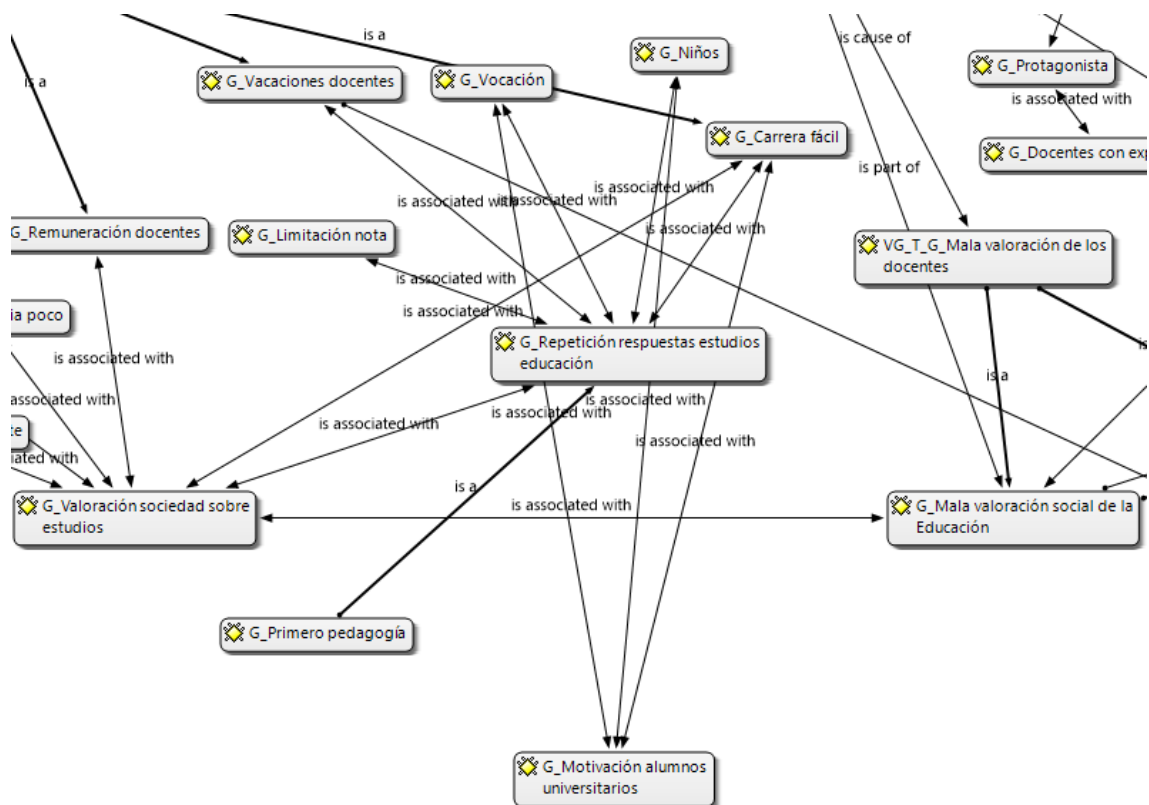 is a
is cause of
G_Niños
G_Protagonista
is a
G_Vacaciones docentes
G_Vocación
is associated with
G_Carrera fácil
G_Docentes con
is associated with
is part of
is associated with
is associated with
is associated with
G_Remuneración docentes
G_Limitación nota
VG_T_G_Mala valoración de los
docentes
is associated with
is associated with
poco
G_Repetición respuestas estudios
educación
is associated with
is a
associated with
is associated with
is associated with
is associated with
is associated with
with
is a
G_Valoración sociedad sobre
estudios
is associated with
G_Mala valoración social de la
Educación
G_Primero pedagogía
G_Motivación alumnos
universitarios